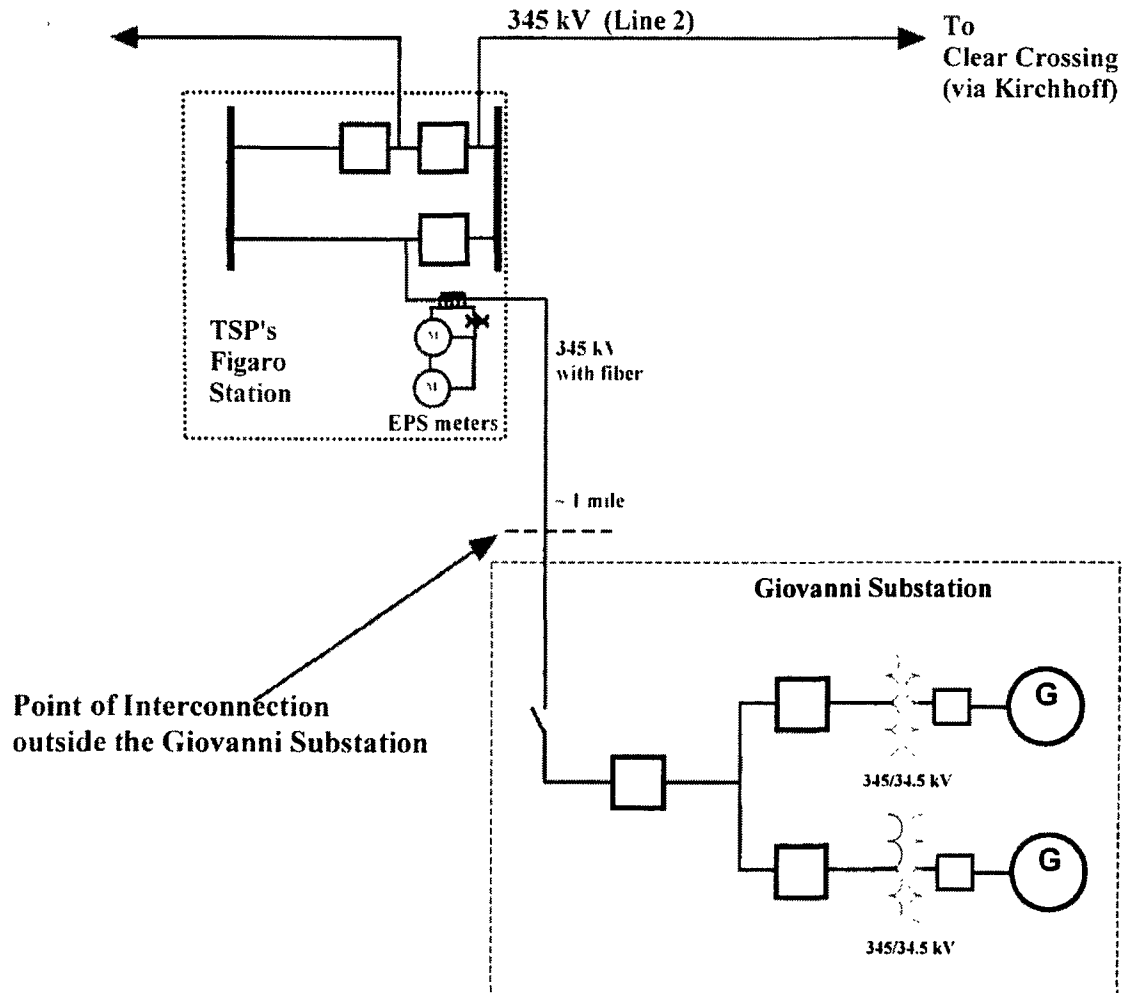 345 kV (Line 2)
To
Clear Crossing
(via Kirchhoff)
TSP's
Figaro
Station
M
M
EPS meters
345 kV
with fiber
~ 1 mile
Giovanni Substation
Point of Interconnection
outside the Giovanni Substation
G
345/34.5 kV
G
345/34.5 kV